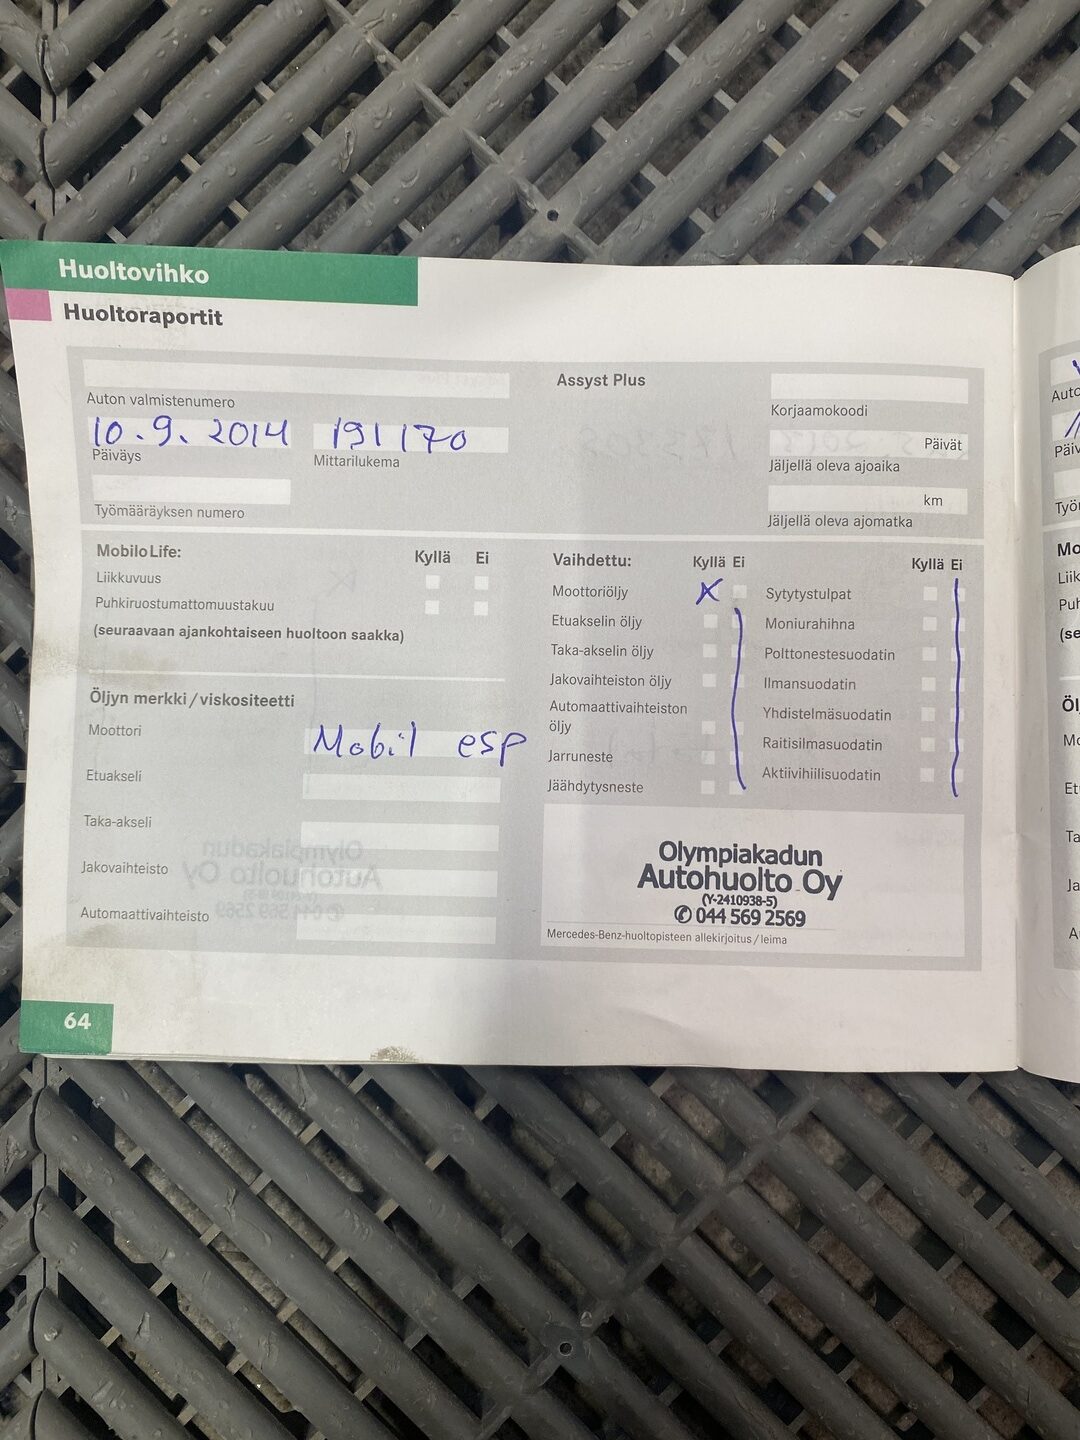 Huoltovihko
Huoltoraportit
Auton valmistenumero
10.9.2014 191170
Päiväys Mittarilukema
Työmääräyksen numero
Assyst Plus
Korjaamokoodi
Päivät
Jäljellä oleva ajoaika
km
Jäljellä oleva ajomatka
MobiloLife: Kyllä Ei
Liikkuvuus
Puhkiruostumattomuustakuu
(seuraavaan ajankohtaiseen huoltoon saakka)
Öljyn merkki / viskositeetti
Moottori Mobil esp
Etuakseli
Taka-akseli
Jakovaihteisto
Automaattivaihteisto
Vaihdettu: Kyllä Ei
Moottoriöljy X
Etuakselin öljy
Taka-akselin öljy
Jakovaihteiston öljy
Automaattivaihteiston
öljy
Jarruneste
Jäähdytysneste
Kyllä Ei
Sytytystulpat
Moniurahihna
Polttonestesuodatin
Ilmansuodatin
Yhdistelmäsuodatin
Raitisilmasuodatin
Aktiivihiilisuodatin
Olympiakadun
Autohuolto Oy
(Y-2410938-5)
✆ 044 569 2569
Mercedes-Benz-huoltopisteen allekirjoitus / leima
64